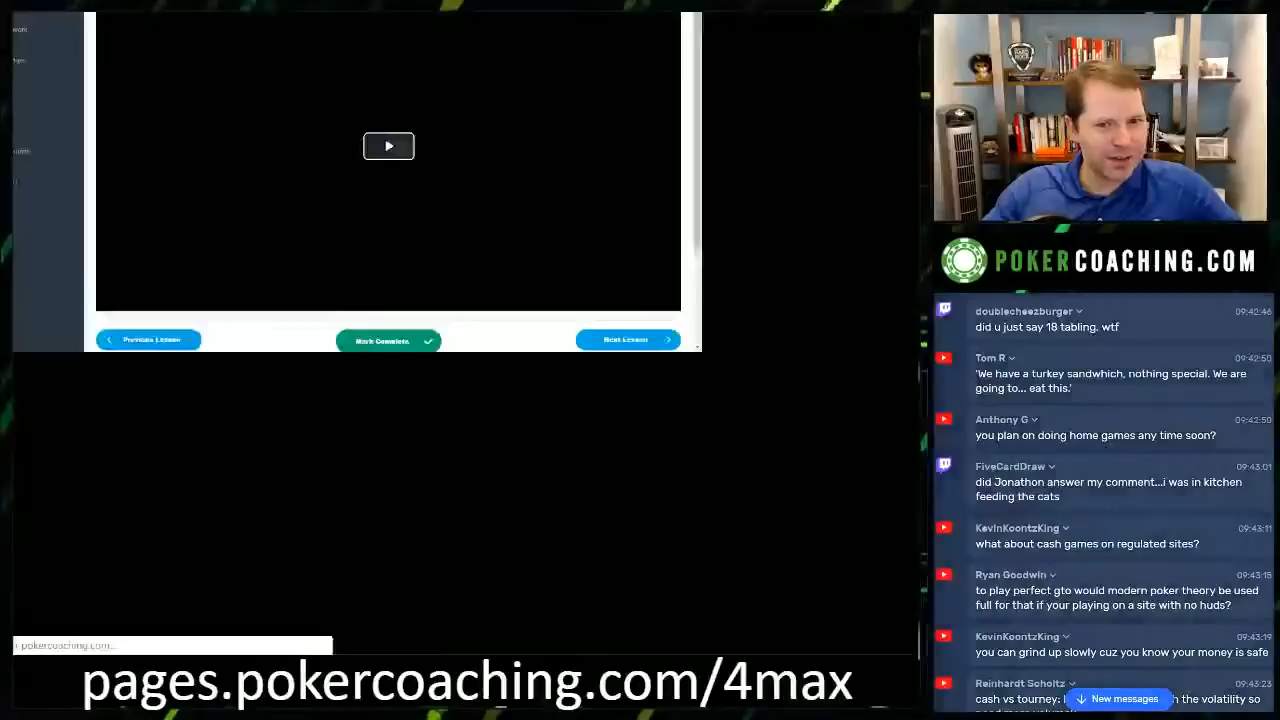 work
Previous Lesson
Mark Complete
Next Lesson
pokercoaching.com...
pages.pokercoaching.com/4max
POKERCOACHING.COM
doublecheezburger 09:42:46
did u just say 18 tabling. wtf
Tom R 09:42:50
'We have a turkey sandwhich, nothing special. We are
going to... eat this.'
Anthony G 09:42:50
you plan on doing home games any time soon?
FiveCardDraw 09:43:01
did Jonathon answer my comment...i was in kitchen
feeding the cats
KevinKoontzKing 09:43:11
what about cash games on regulated sites?
Ryan Goodwin 09:43:15
to play perfect gto would modern poker theory be used
full for that if your playing on a site with no huds?
KevinKoontzKing 09:43:19
you can grind up slowly cuz you know your money is safe
Reinhardt Scholtz 09:43:23
cash vs tourney: the volatility so
New messages